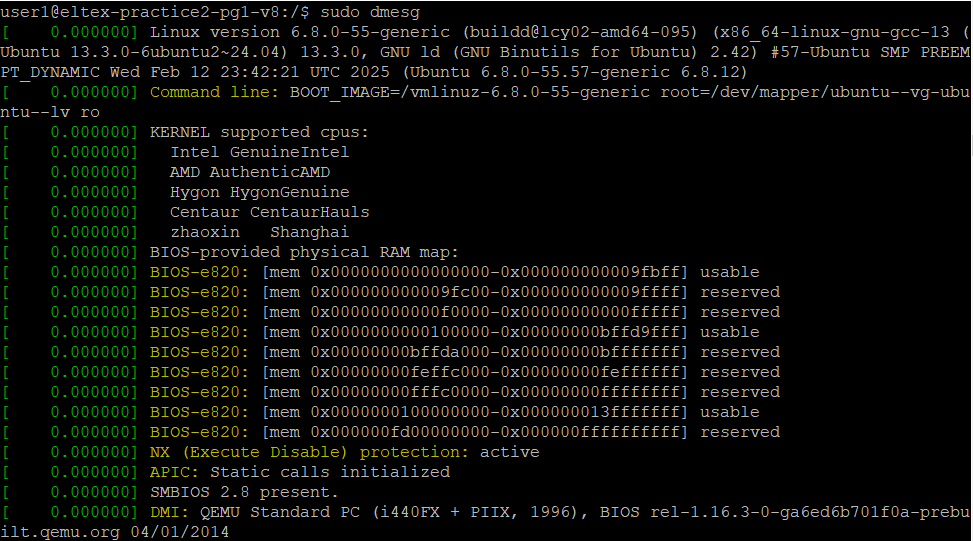 user1@eltex-practice2-pg1-v8:/$ sudo dmesg
[    0.000000] Linux version 6.8.0-55-generic (buildd@lcy02-amd64-095) (x86_64-linux-gnu-gcc-13 (
Ubuntu 13.3.0-6ubuntu2~24.04) 13.3.0, GNU ld (GNU Binutils for Ubuntu) 2.42) #57-Ubuntu SMP PREEM
PT_DYNAMIC Wed Feb 12 23:42:21 UTC 2025 (Ubuntu 6.8.0-55.57-generic 6.8.12)
[    0.000000] Command line: BOOT_IMAGE=/vmlinuz-6.8.0-55-generic root=/dev/mapper/ubuntu--vg-ubu
ntu--lv ro
[    0.000000] KERNEL supported cpus:
[    0.000000]   Intel GenuineIntel
[    0.000000]   AMD AuthenticAMD
[    0.000000]   Hygon HygonGenuine
[    0.000000]   Centaur CentaurHauls
[    0.000000]   zhaoxin   Shanghai
[    0.000000] BIOS-provided physical RAM map:
[    0.000000] BIOS-e820: [mem 0x0000000000000000-0x000000000009fbff] usable
[    0.000000] BIOS-e820: [mem 0x000000000009fc00-0x000000000009ffff] reserved
[    0.000000] BIOS-e820: [mem 0x00000000000f0000-0x00000000000fffff] reserved
[    0.000000] BIOS-e820: [mem 0x0000000000100000-0x00000000bffd9fff] usable
[    0.000000] BIOS-e820: [mem 0x00000000bffda000-0x00000000bfffffff] reserved
[    0.000000] BIOS-e820: [mem 0x00000000feffc000-0x00000000feffffff] reserved
[    0.000000] BIOS-e820: [mem 0x00000000fffc0000-0x00000000ffffffff] reserved
[    0.000000] BIOS-e820: [mem 0x0000000100000000-0x000000013fffffff] usable
[    0.000000] BIOS-e820: [mem 0x000000fd00000000-0x000000ffffffffff] reserved
[    0.000000] NX (Execute Disable) protection: active
[    0.000000] APIC: Static calls initialized
[    0.000000] SMBIOS 2.8 present.
[    0.000000] DMI: QEMU Standard PC (i440FX + PIIX, 1996), BIOS rel-1.16.3-0-ga6ed6b701f0a-prebu
ilt.qemu.org 04/01/2014